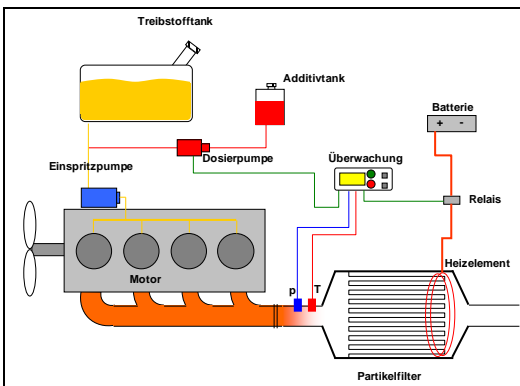 Treibstofftank
Additivtank
Batterie
+ -
Dosierpumpe
Überwachung
Einspritzpumpe
Relais
Motor
Heizelement
p T
Partikelfilter